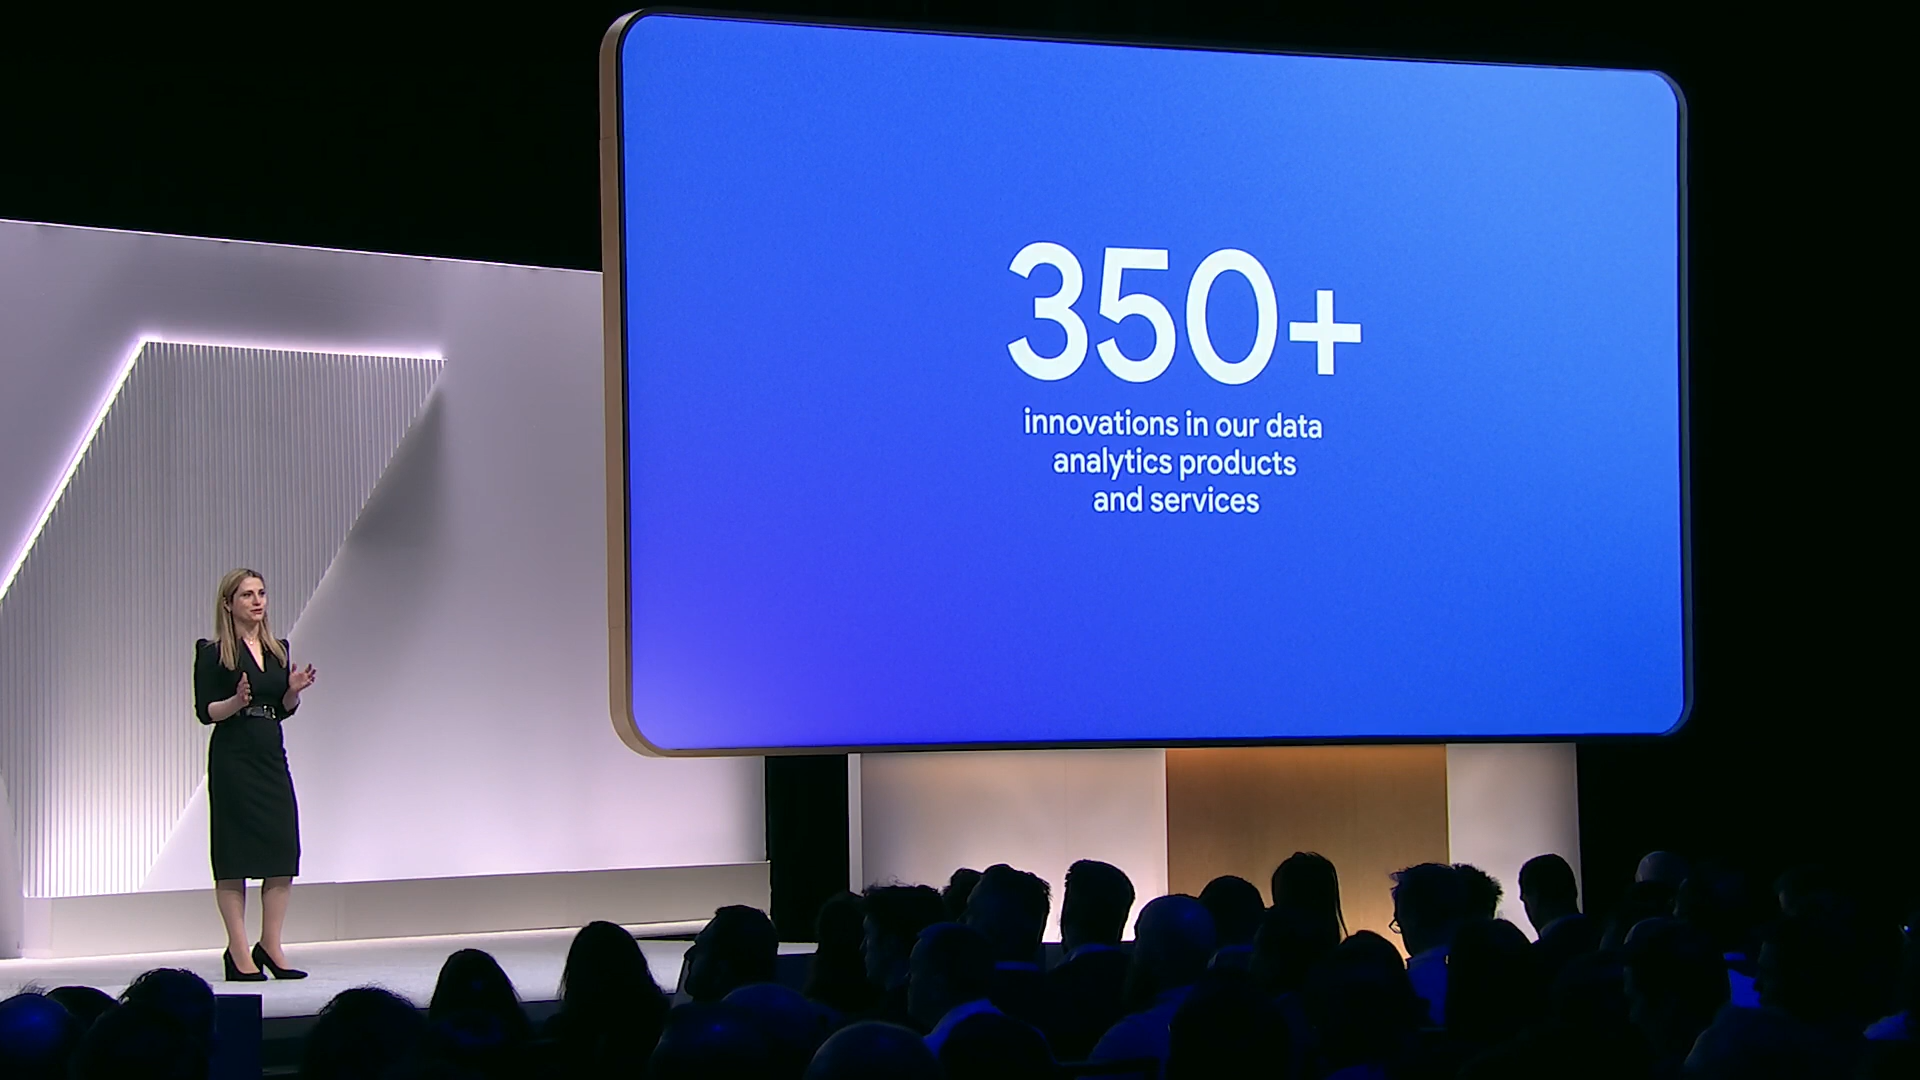 350+
innovations in our data
analytics products
and services